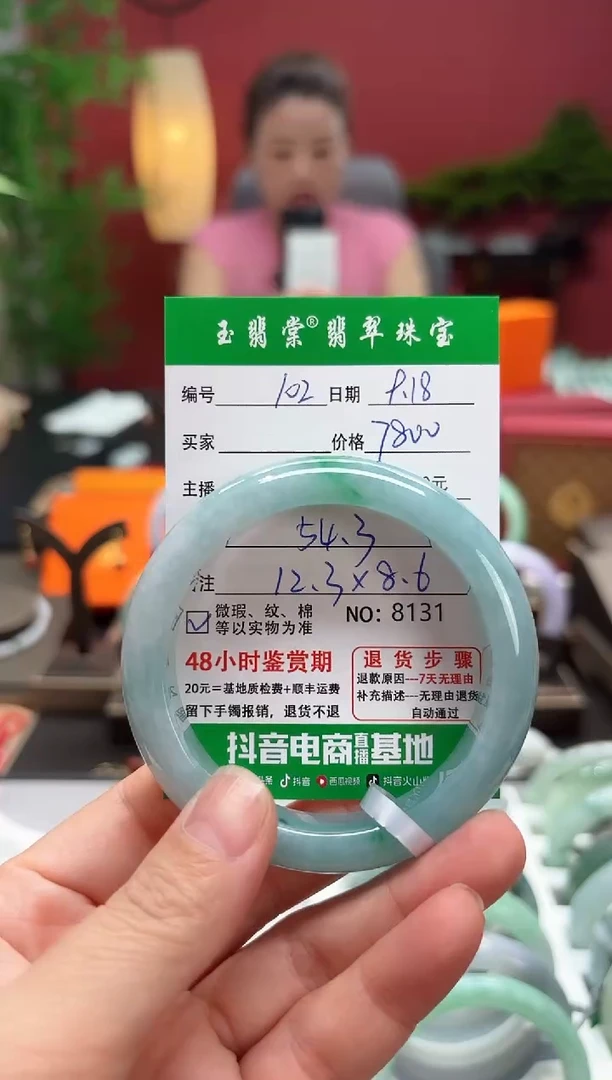 玉翡棠®翡翠珠宝
编号 102 日期 9.18
买家 价格 7800
主播 元
54.3
注 12.3×8.6
微瑕、纹、棉
等以实物为准
NO: 8131
48小时鉴赏期
20元=基地质检费+顺丰运费
留下手镯报销，退货不退
退货步骤
退款原因---7天无理由
补充描述---无理由退货
自动通过
抖音电商直播基地
头条 抖音 西瓜视频 抖音火山版